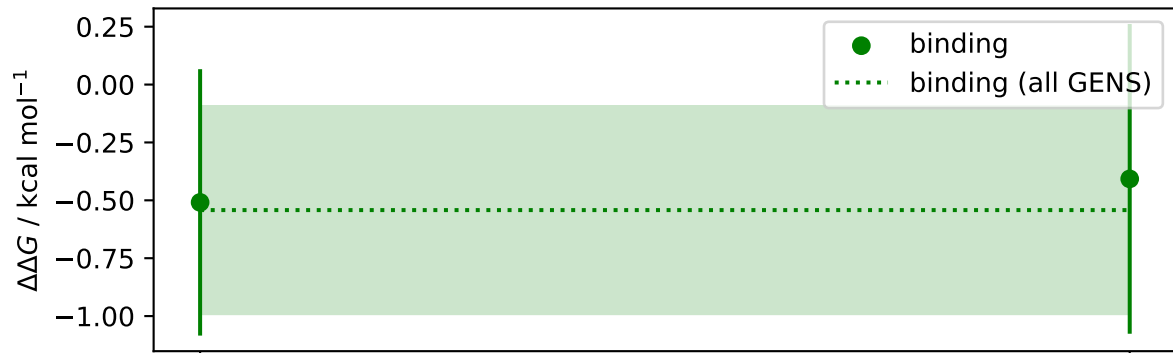 0.25
0.00
−0.25
−0.50
−0.75
−1.00
ΔΔG / kcal mol⁻¹
binding
binding (all GENS)